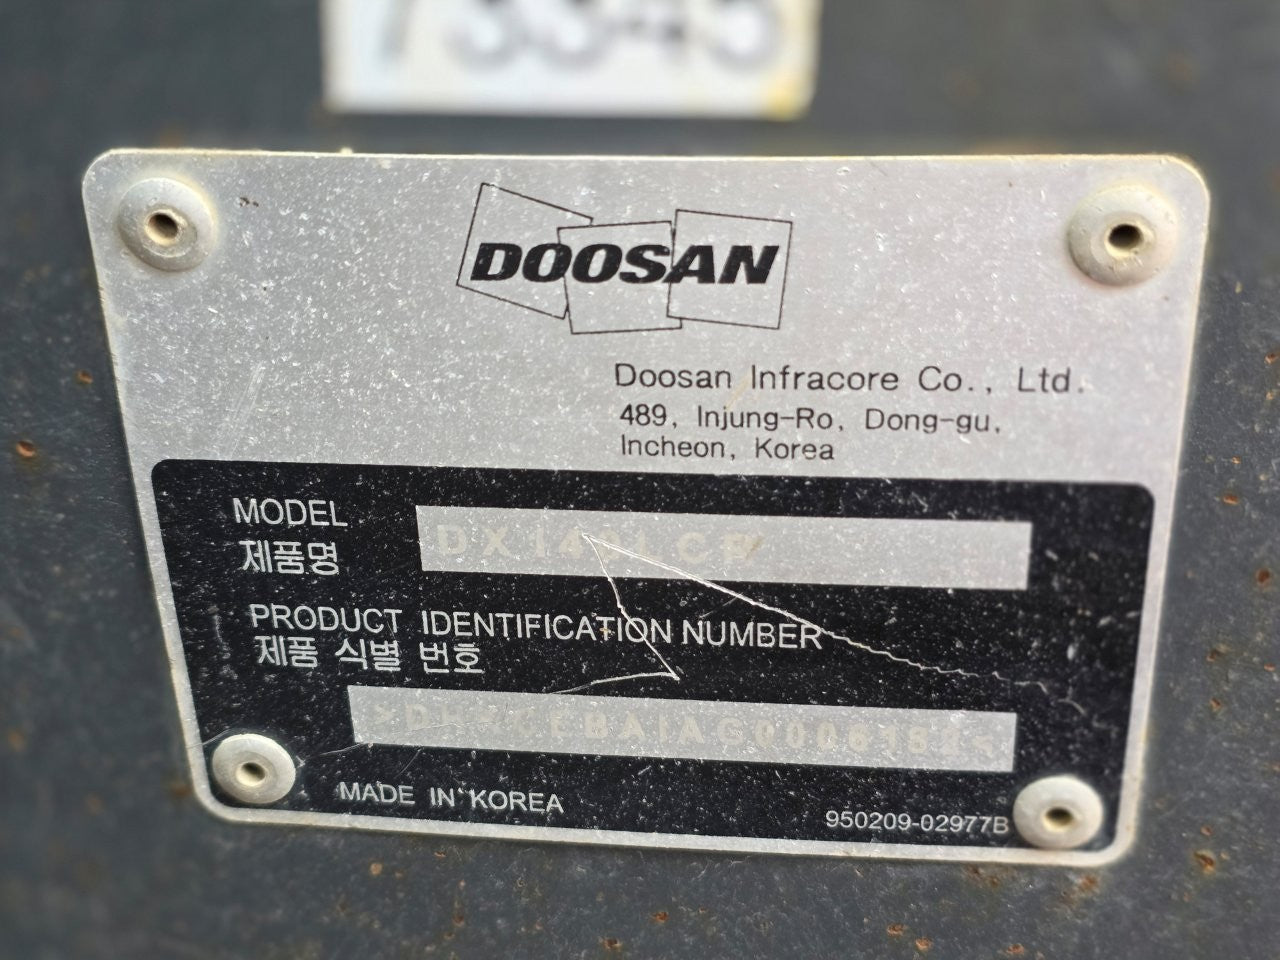 73345
DOOSAN
Doosan Infracore Co., Ltd.
489, Injung-Ro, Dong-gu,
Incheon, Korea
MODEL
제품명
PRODUCT IDENTIFICATION NUMBER
제품 식별 번호
MADE IN KOREA
950209-02977B